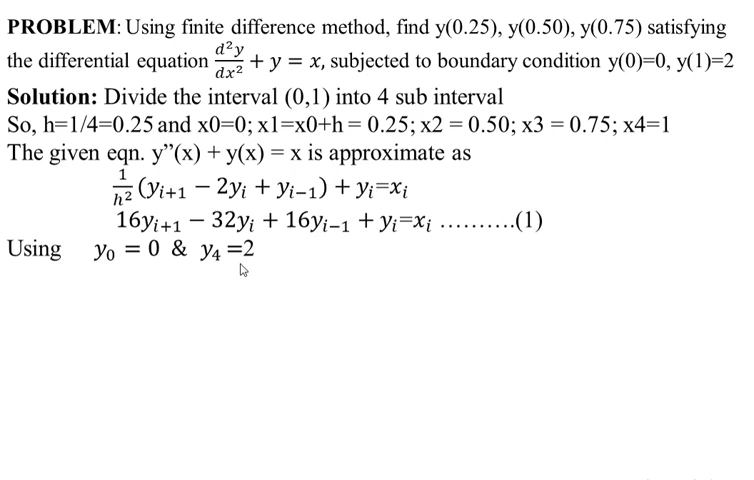 PROBLEM: Using finite difference method, find y(0.25), y(0.50), y(0.75) satisfying
the differential equation d²y/dx² + y = x, subjected to boundary condition y(0)=0, y(1)=2
Solution: Divide the interval (0,1) into 4 sub interval
So, h=1/4=0.25 and x0=0; x1=x0+h = 0.25; x2 = 0.50; x3 = 0.75; x4=1
The given eqn. y”(x) + y(x) = x is approximate as
1/h² (yᵢ₊₁ − 2yᵢ + yᵢ₋₁) + yᵢ=xᵢ
16yᵢ₊₁ − 32yᵢ + 16yᵢ₋₁ + yᵢ=xᵢ ..........(1)
Using y₀ = 0 & y₄ =2